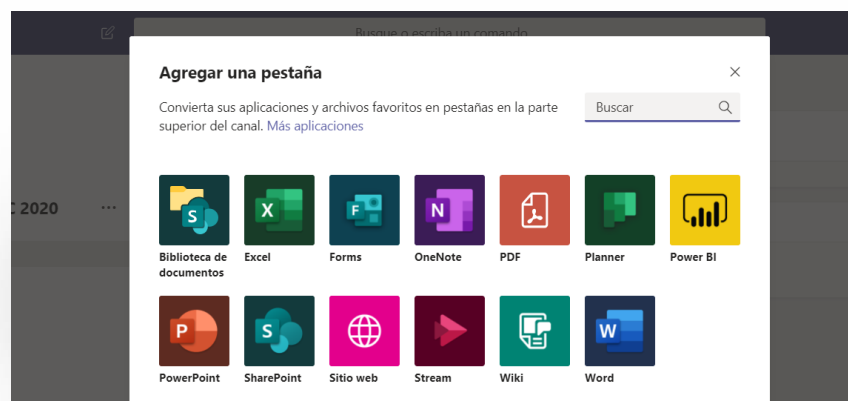 Busque o escriba un comando
Agregar una pestaña
Convierta sus aplicaciones y archivos favoritos en pestañas en la parte
superior del canal. Más aplicaciones
Buscar
C 2020
S
X
F
N
Biblioteca de
documentos
Excel
Forms
OneNote
PDF
Planner
Power BI
P
S
W
PowerPoint
SharePoint
Sitio web
Stream
Wiki
Word